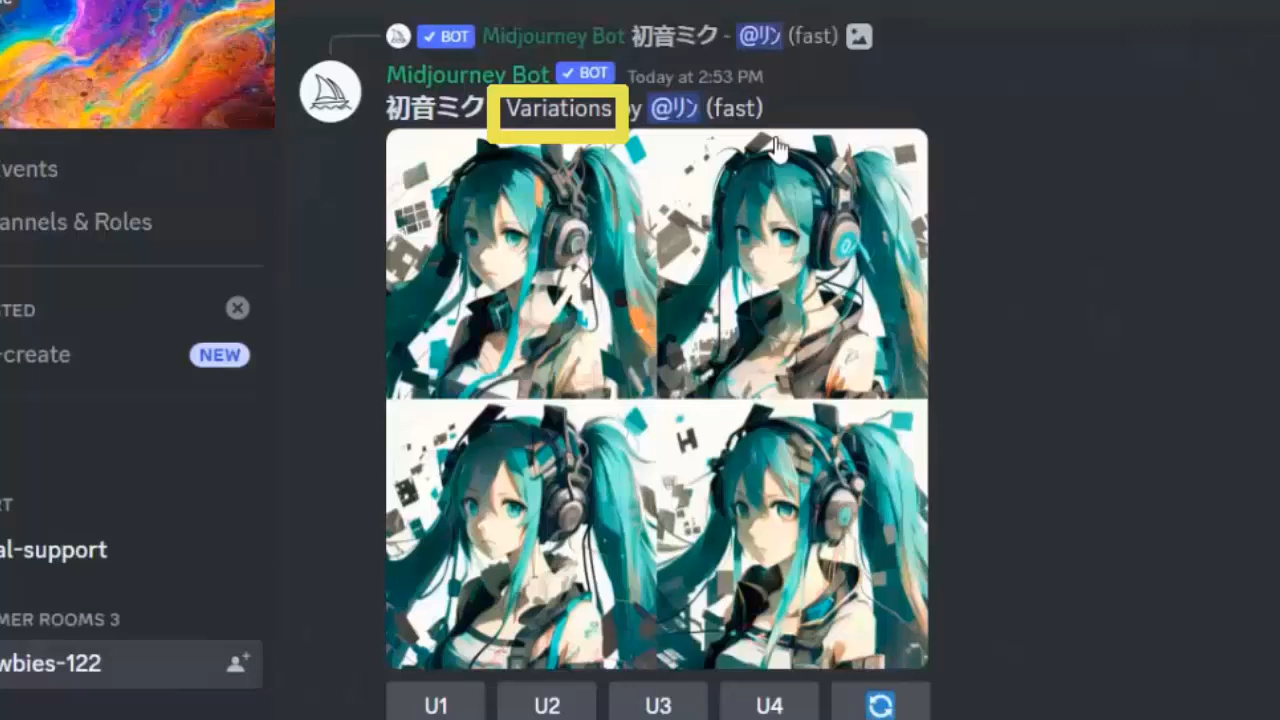 BOT Midjourney Bot 初音ミク - @リン (fast)
Midjourney Bot BOT Today at 2:53 PM
初音ミク Variations by @リン (fast)
vents
annels & Roles
TED
-create NEW
T
al-support
MER ROOMS 3
wbies-122
U1 U2 U3 U4